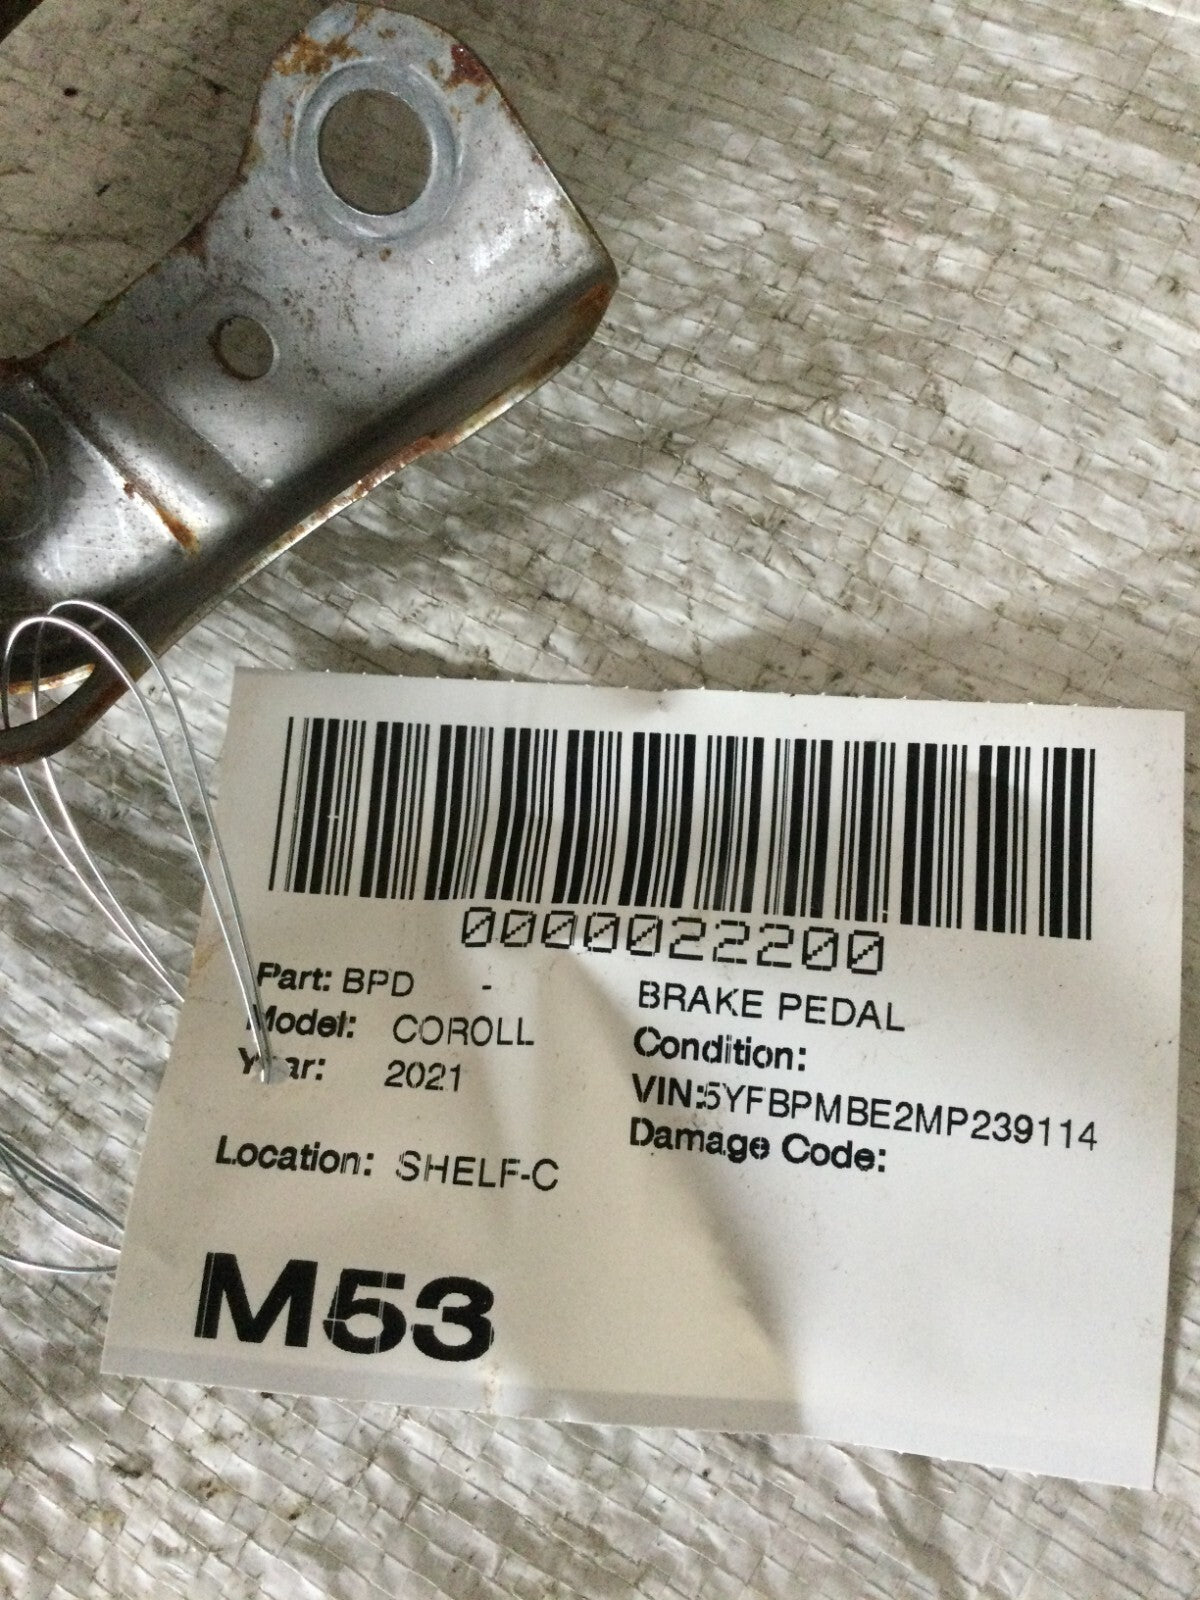 0000022200
Part: BPD -
Model: COROLL
Year: 2021
Location: SHELF-C
M53
BRAKE PEDAL
Condition:
VIN:5YFBPMBE2MP239114
Damage Code: